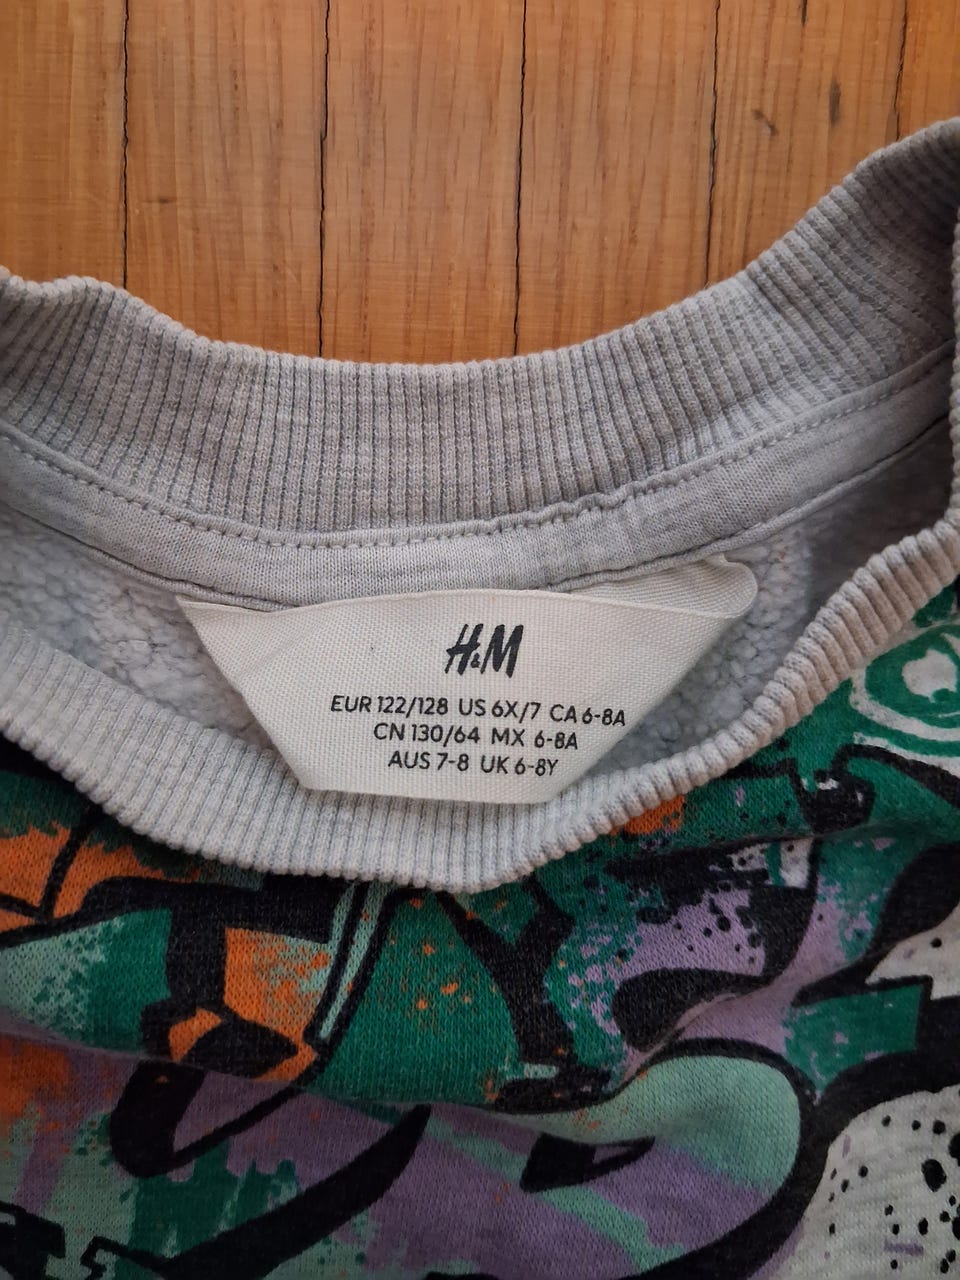 H&M
EUR 122/128 US 6X/7 CA 6-8A
CN 130/64 MX 6-8A
AUS 7-8 UK 6-8Y